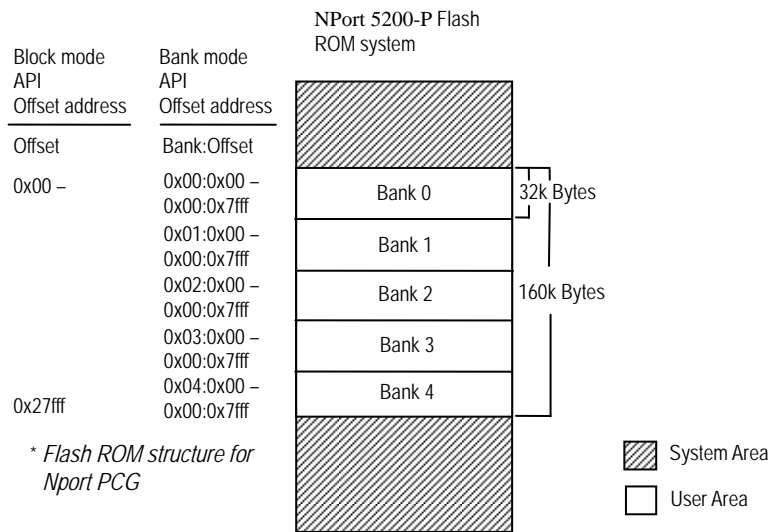 NPort 5200-P Flash
ROM system
Block mode
API
Offset address
Bank mode
API
Offset address
Offset
Bank:Offset
0x00 –
0x00:0x00 –
0x00:0x7fff
0x01:0x00 –
0x00:0x7fff
0x02:0x00 –
0x00:0x7fff
0x03:0x00 –
0x00:0x7fff
0x04:0x00 –
0x00:0x7fff
0x27fff
Bank 0
Bank 1
Bank 2
Bank 3
Bank 4
32k Bytes
160k Bytes
* Flash ROM structure for
Nport PCG
System Area
User Area